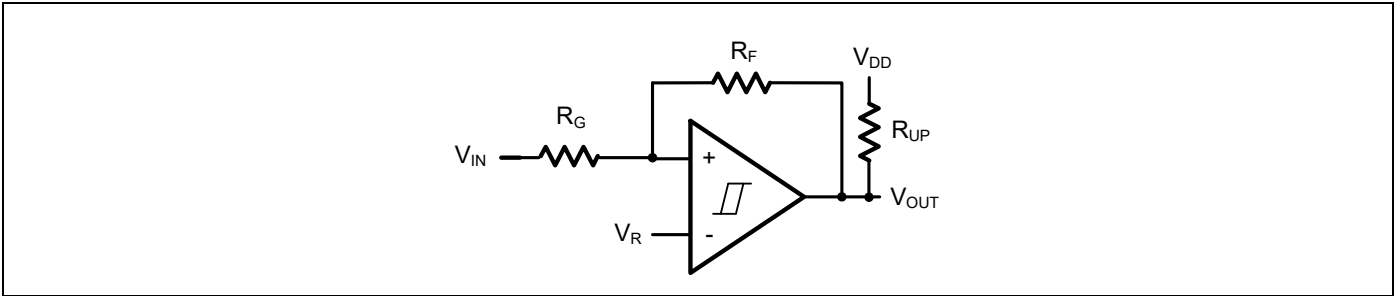 R_F
V_DD
R_G
R_UP
V_IN
+
V_OUT
V_R
-